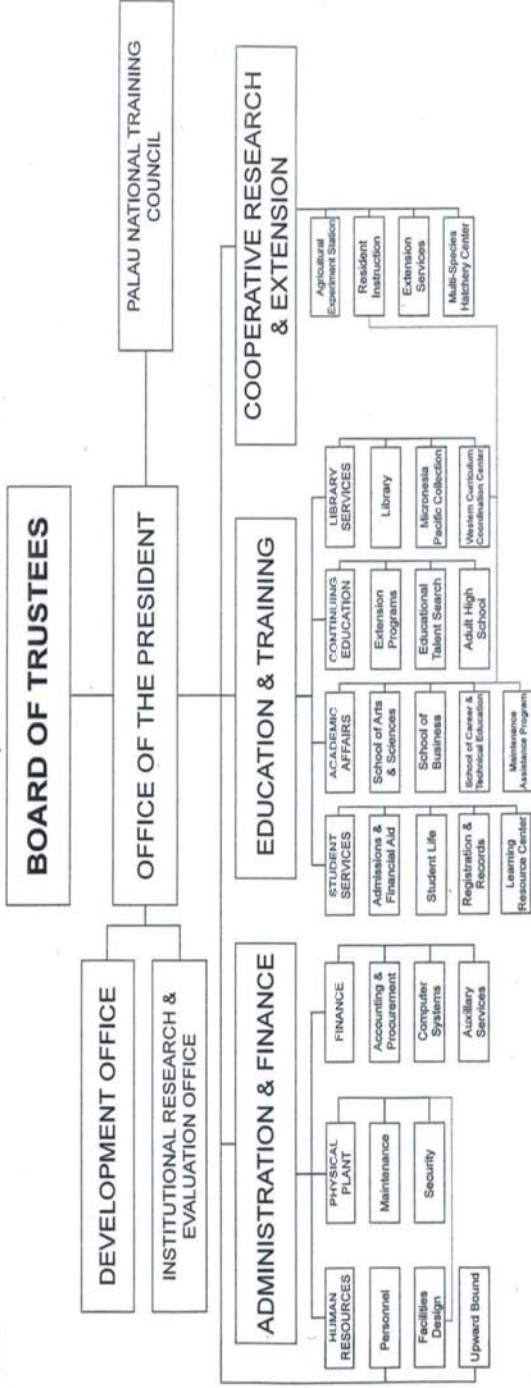 BOARD OF TRUSTEES
OFFICE OF THE PRESIDENT
PALAU NATIONAL TRAINING
COUNCIL
DEVELOPMENT OFFICE
INSTITUTIONAL RESEARCH &
EVALUATION OFFICE
ADMINISTRATION & FINANCE
EDUCATION & TRAINING
COOPERATIVE RESEARCH
& EXTENSION
HUMAN
RESOURCES
Personnel
Facilities
Design
Upward Bound
PHYSICAL
PLANT
Maintenance
Security
FINANCE
Accounting &
Procurement
Computer
Systems
Auxillary
Services
STUDENT
SERVICES
Admissions &
Financial Aid
Student Life
Registration &
Records
Learning
Resource Center
ACADEMIC
AFFAIRS
School of Arts
& Sciences
School of
Business
School of Career &
Technical Education
Maintenance
Assistance Program
CONTINUING
EDUCATION
Extension
Programs
Educational
Talent Search
Adult High
School
LIBRARY
SERVICES
Library
Micronesia
Pacific Collection
Western Curriculum
Coordination Center
Agricultural
Experiment Station
Resident
Instruction
Extension
Services
Multi-Species
Hatchery Center